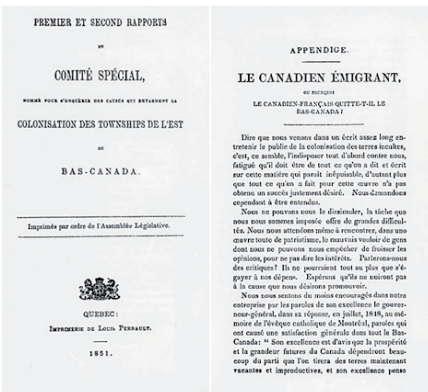 PREMIER ET SECOND RAPPORTS
DU
COMITÉ SPÉCIAL,
NOMMÉ POUR S'ENQUÉRIR DES CAUSES QUI RETARDENT LA
COLONISATION DES TOWNSHIPS DE L'EST
DU
BAS-CANADA.
Imprimés par ordre de l'Assemblée Législative.
QUEBEC:
IMPRIMERIE DE LOUIS PERRAULT.
1851.
APPENDICE.
LE CANADIEN ÉMIGRANT,
OU POURQUOI
LE CANADIEN-FRANÇAIS QUITTE-T-IL LE
BAS-CANADA?
Dire que nous venons dans un écrit assez long en-
tretenir le public de la colonisation des terres incultes,
c'est, ce semble, l'indisposer tout d'abord contre nous,
fatigué qu'il doit être de tout ce qu'on a dit et écrit
sur cette matière qui paraît inépuisable, d'autant plus
que tout ce qu'on a fait pour cette œuvre n'a pas
obtenu un succès justement désiré. Nous demandons
cependant à être entendus.
Nous ne pouvons nous le dissimuler, la tâche que
nous nous sommes imposée offre de grandes difficul-
tés. Nous nous attendons même à rencontrer, dans une
œuvre toute de patriotisme, le mauvais vouloir de gens
dont nous ne pouvons nous empêcher de froisser les
opinions, pour ne pas dire les intérêts. Parlerons-nous
des critiques? Ils ne pourraient tout au plus que s'é-
gayer à nos dépens. Espérons qu'ils ne nuiront pas
à la cause que nous désirons promouvoir.
Nous nous sentons du moins encouragés dans notre
entreprise par les paroles de son excellence le gouver-
neur-général, dans sa réponse, en juillet, 1848, au mé-
moire de l'évêque catholique de Montréal, paroles qui
ont causé une satisfaction générale dans tout le Bas-
Canada: "Son excellence est d'avis que la prospérité
et la grandeur futures du Canada dépendront beau-
coup du parti que l'on tirera des terres maintenant
vacantes et improductives, et son excellence pense